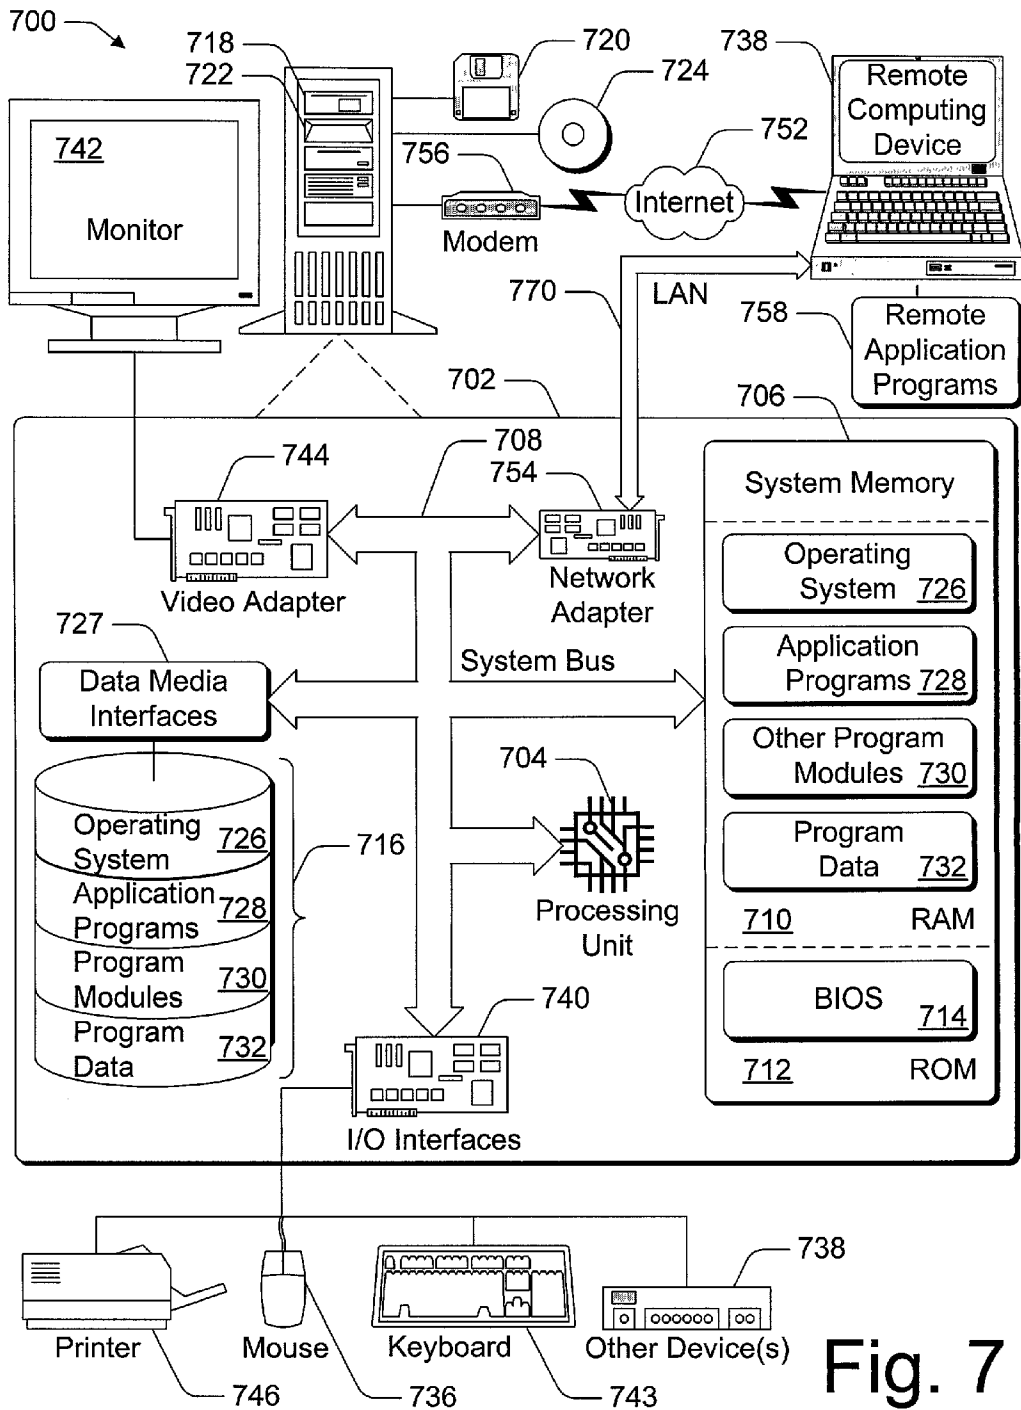 700
718
722
720
724
738
Remote
Computing
Device
742
Monitor
756
Modem
752
Internet
770
LAN
758
Remote
Application
Programs
702
706
744
708
754
System Memory
Video Adapter
Network
Adapter
Operating
System 726
727
Data Media
Interfaces
System Bus
Application
Programs 728
Other Program
Modules 730
704
Processing
Unit
Program
Data 732
710 RAM
Operating
System 726
716
Application
Programs 728
Program
Modules 730
Program
Data 732
740
I/O Interfaces
BIOS
714
712 ROM
Printer
746
Mouse
736
Keyboard
743
738
Other Device(s)
Fig. 7